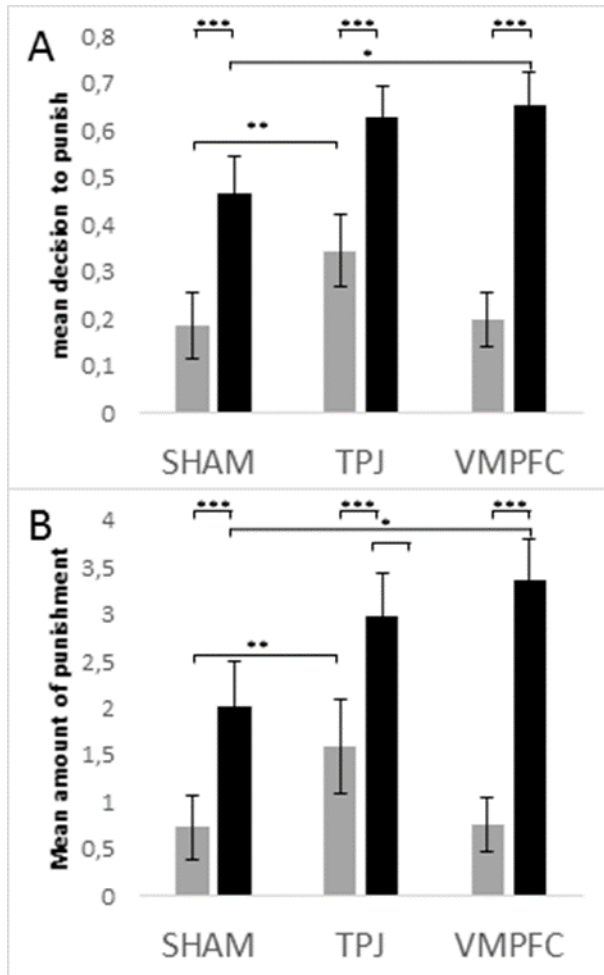 A
mean decision to punish
*** *** ***
*
**
0,8
0,7
0,6
0,5
0,4
0,3
0,2
0,1
0
SHAM TPJ VMPFC
B
Mean amount of punishment
*** *** ***
*
**
4
3,5
3
2,5
2
1,5
1
0,5
0
SHAM TPJ VMPFC